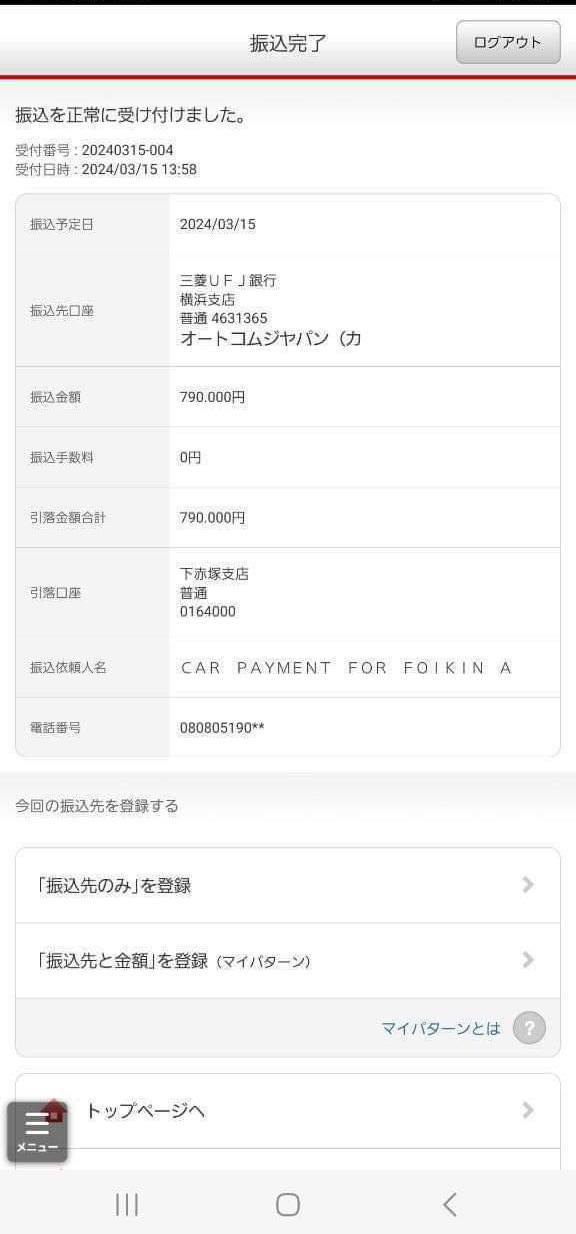 振込完了
ログアウト
振込を正常に受け付けました。
受付番号 : 20240315-004
受付日時 : 2024/03/15 13:58
振込予定日
2024/03/15
振込先口座
三菱ＵＦＪ銀行
横浜支店
普通 4631365
オートコムジヤパン（カ
振込金額
790.000円
振込手数料
0円
引落金額合計
790.000円
引落口座
下赤塚支店
普通
0164000
振込依頼人名
ＣＡＲ　ＰＡＹＭＥＮＴ　ＦＯＲ　ＦＯＩＫＩＮ　Ａ
電話番号
080805190**
今回の振込先を登録する
「振込先のみ」を登録
「振込先と金額」を登録（マイパターン）
マイパターンとは ?
トップページへ
メニュー